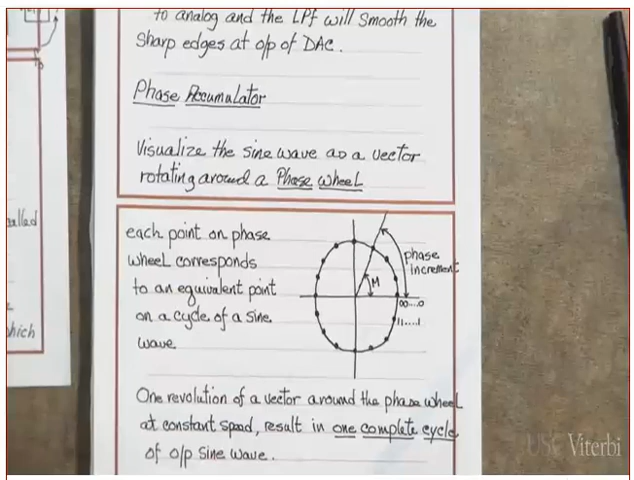 to analog and the LPf will Smooth the
Sharp edges at o/p of DAC.
Phase Accumulator
Visualize the sine wave as a vector
rotating around a Phase Wheel
each point on phase
wheel corresponds
to an equivalent point
on a cycle of a sine
wave
phase
increment
M
00....0
11....1
One revolution of a vector around the phase wheel
at constant speed, result in one complete cycle
of o/p Sine wave.
which
USC Viterbi